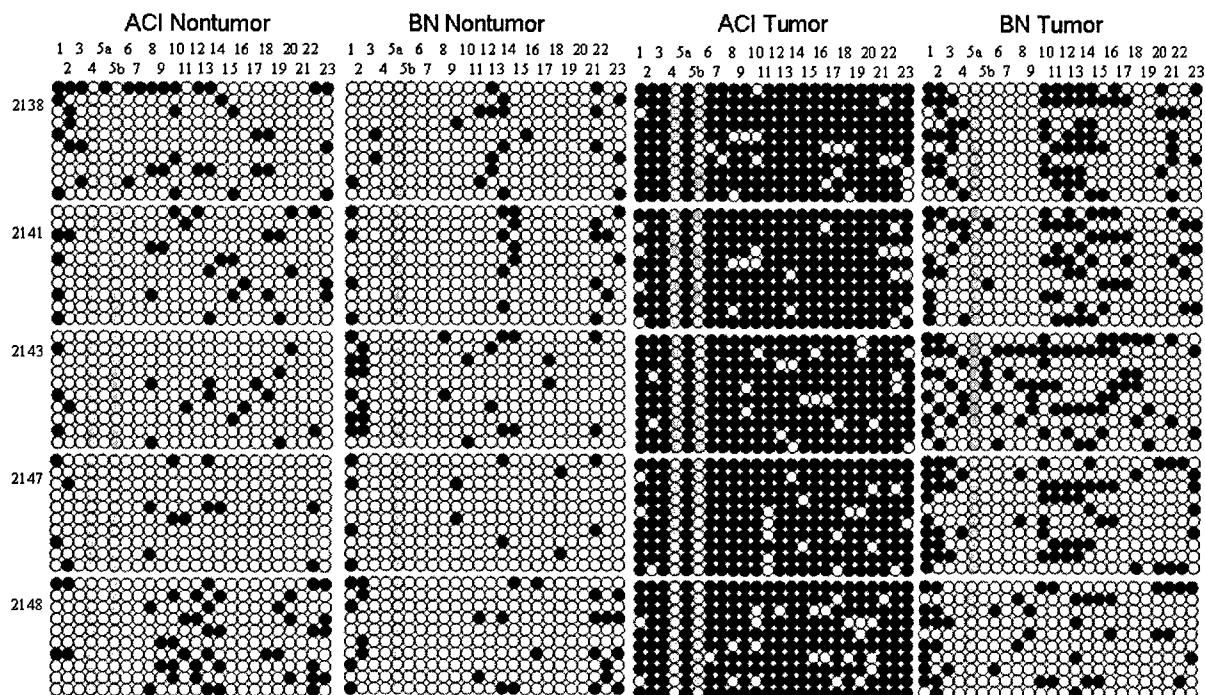 ACI Nontumor BN Nontumor ACI Tumor BN Tumor
1 3 5a 6 8 10 12 14 16 18 20 22 1 3 5a 6 8 10 12 14 16 18 20 22 1 3 5a 6 8 10 12 14 16 18 20 22 1 3 5a 6 8 10 12 14 16 18 20 22
2 4 5b 7 9 11 13 15 17 19 21 23 2 4 5b 7 9 11 13 15 17 19 21 23 2 4 5b 7 9 11 13 15 17 19 21 23 2 4 5b 7 9 11 13 15 17 19 21 23
2138
2141
2143
2147
2148